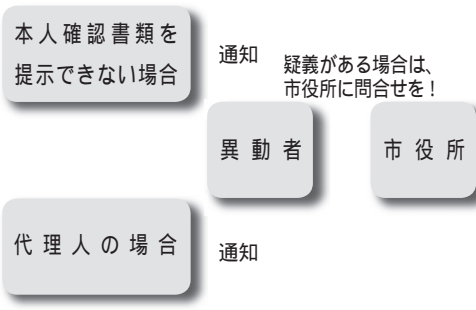 本人確認書類を
提示できない場合
通知
疑義がある場合は、
市役所に問合せを！
異動者
市役所
代理人の場合
通知